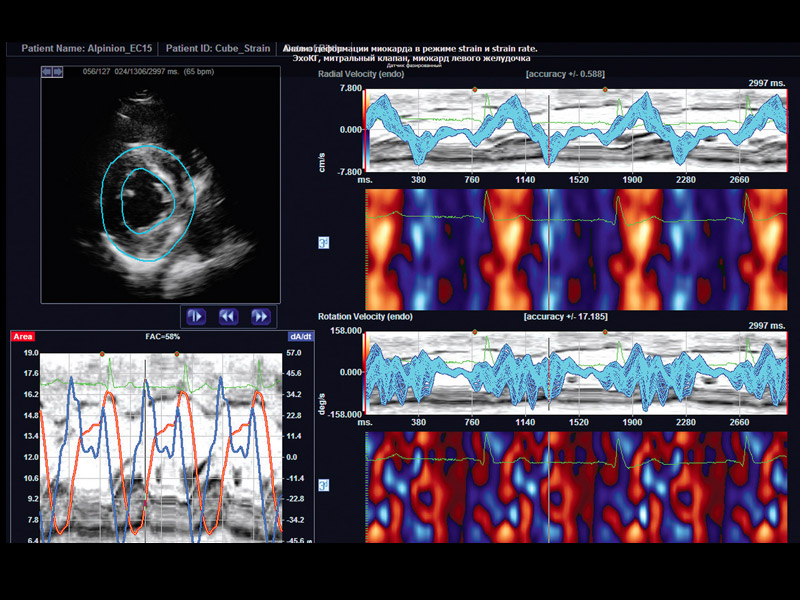 Patient Name: Alpinion_EC15 Patient ID: Cube_Strain
Анализ деформации миокарда в режиме strain и strain rate.
ЭхоКГ, митральный клапан, миокард левого желудочка
Датчик фазированный
056/127 024/1306/2997 ms. (65 bpm)
Radial Velocity (endo) [accuracy +/- 0.588]
2997 ms.
7.800
0.000
-7.800
cm/s
ms. 380 760 1140 1520 1900 2280 2660
Rotation Velocity (endo) [accuracy +/- 17.185]
2997 ms.
158.000
0.000
-158.000
deg/s
ms. 380 760 1140 1520 1900 2280 2660
Area FAC=58% dA/dt
19.0 57.0
17.6 45.6
16.2 34.2
14.8 22.8
13.4 11.4
12.0 0.0
10.6 -11.4
9.2 -22.8
7.8 -34.2
6.4 -45.6